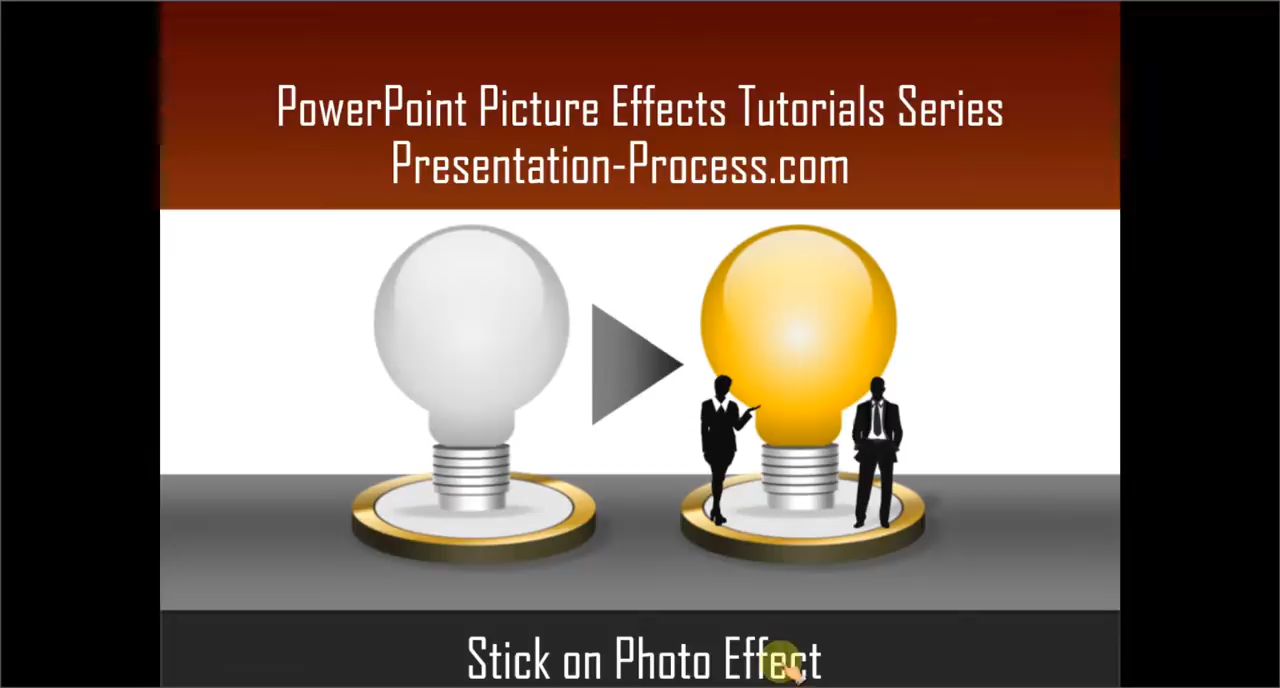 PowerPoint Picture Effects Tutorials Series
Presentation-Process.com
Stick on Photo Effect